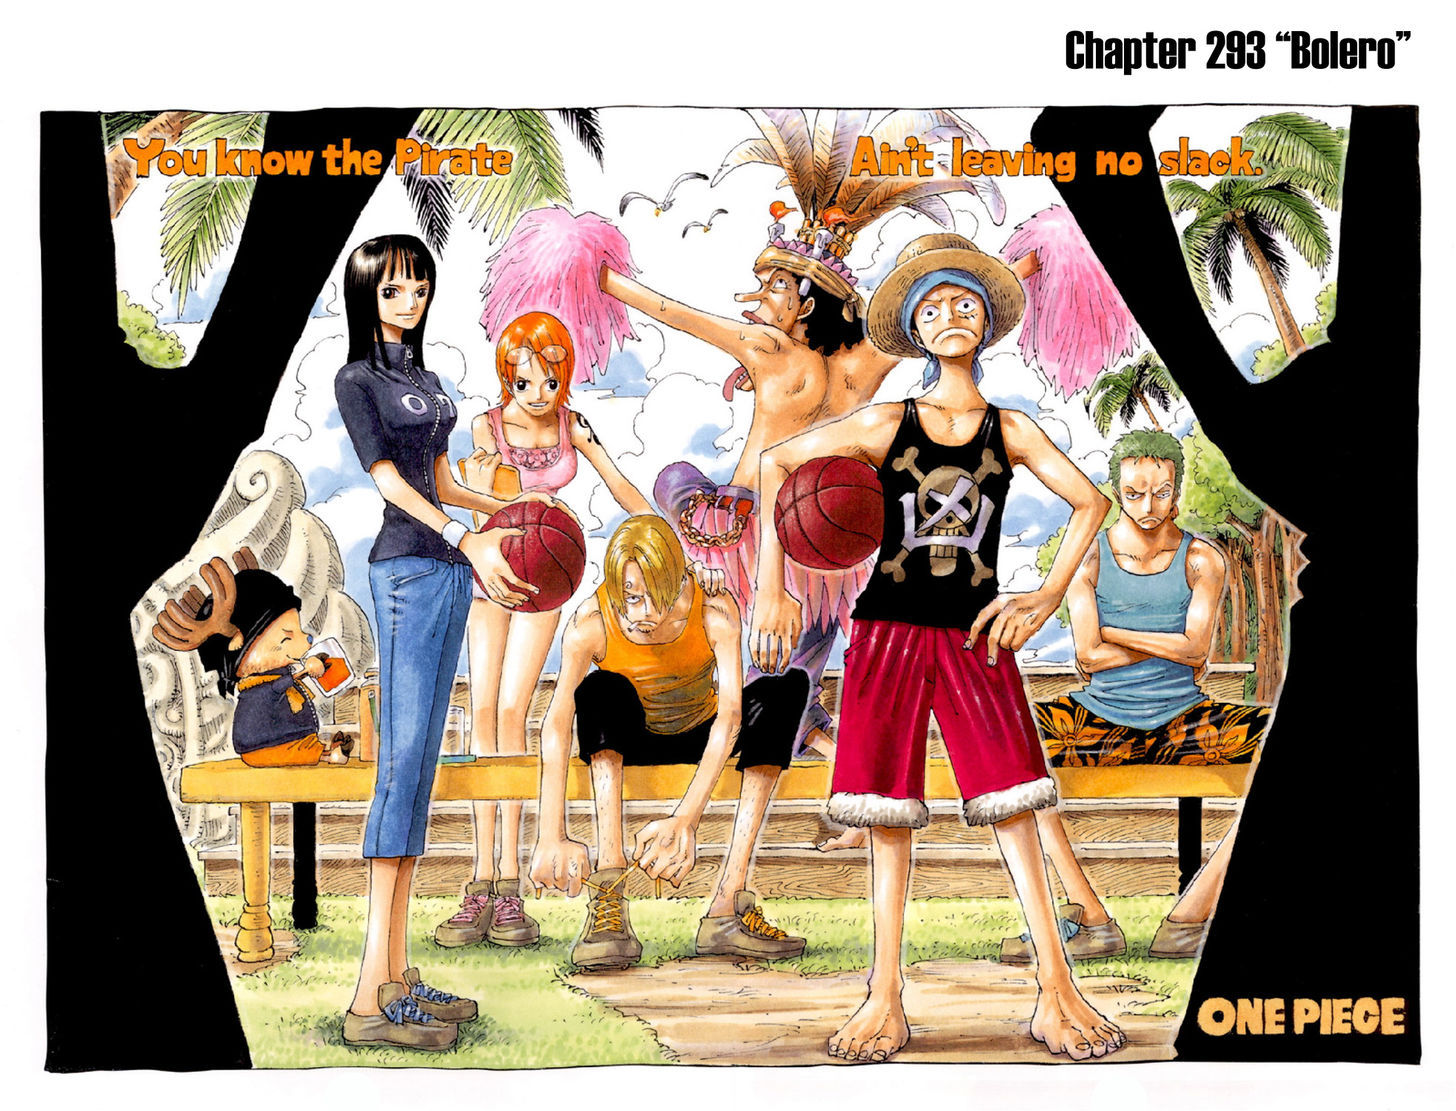 Chapter 293 “Bolero”
You know the Pirate
Ain't leaving no slack.
ONE PIECE